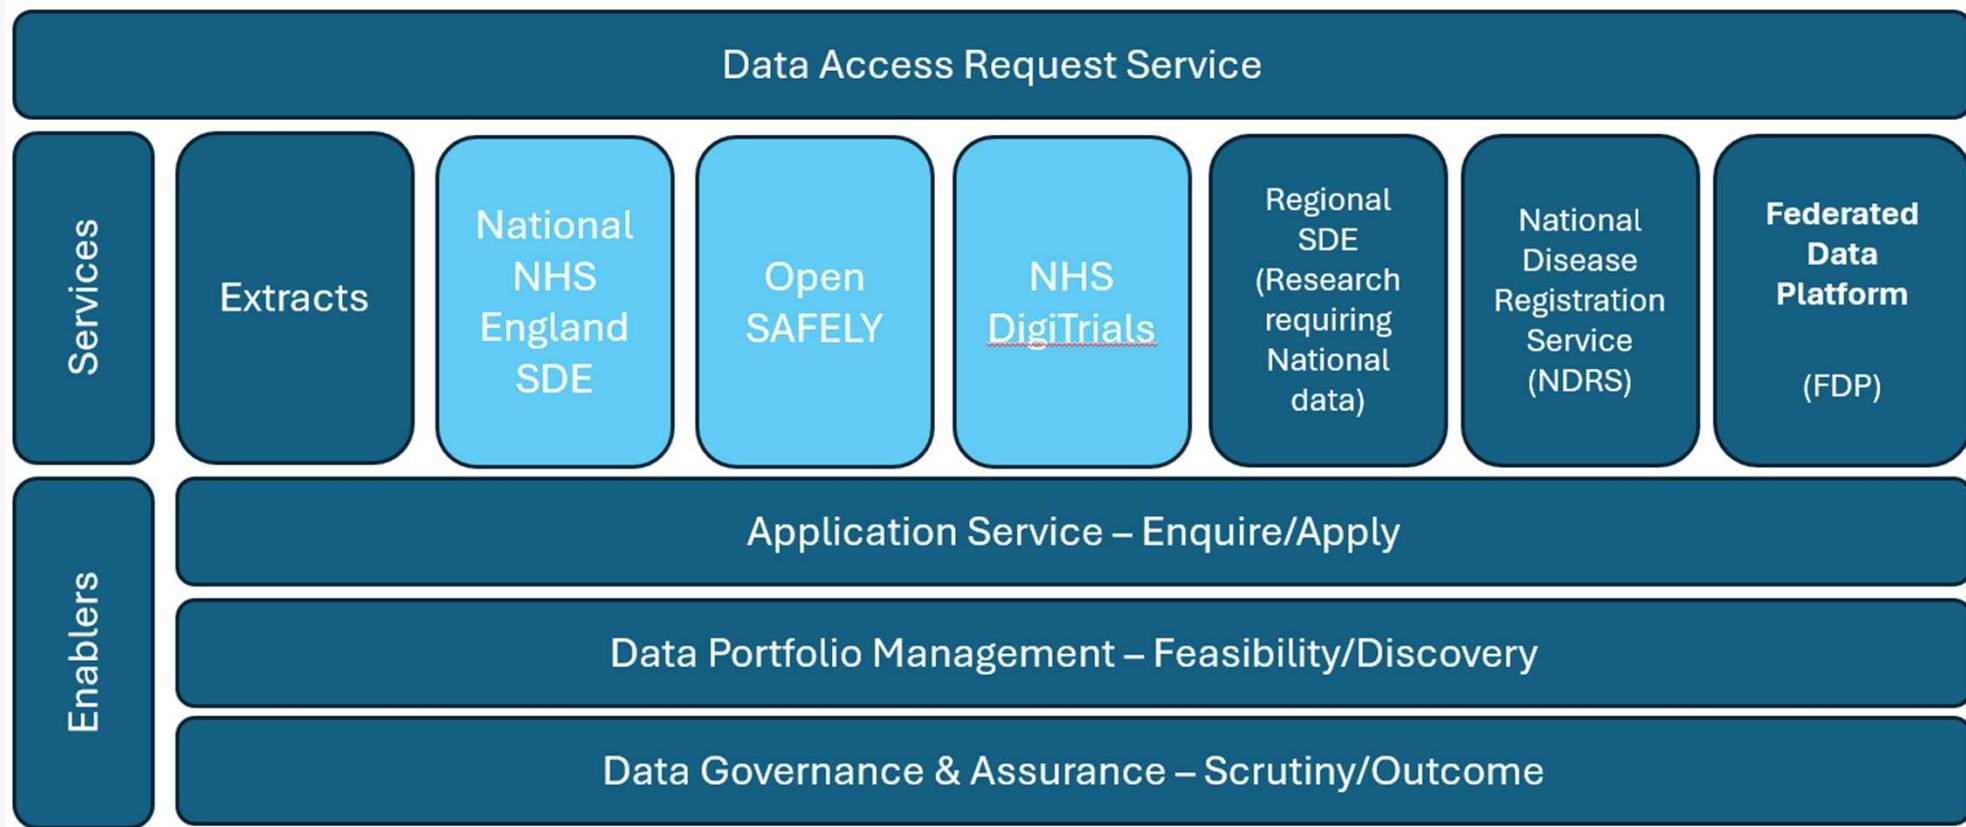 Data Access Request Service
Services
Extracts
National
NHS
England
SDE
Open
SAFELY
NHS
DigiTrials
Regional
SDE
(Research
requiring
National
data)
National
Disease
Registration
Service
(NDRS)
Federated
Data
Platform
(FDP)
Enablers
Application Service – Enquire/Apply
Data Portfolio Management – Feasibility/Discovery
Data Governance & Assurance – Scrutiny/Outcome